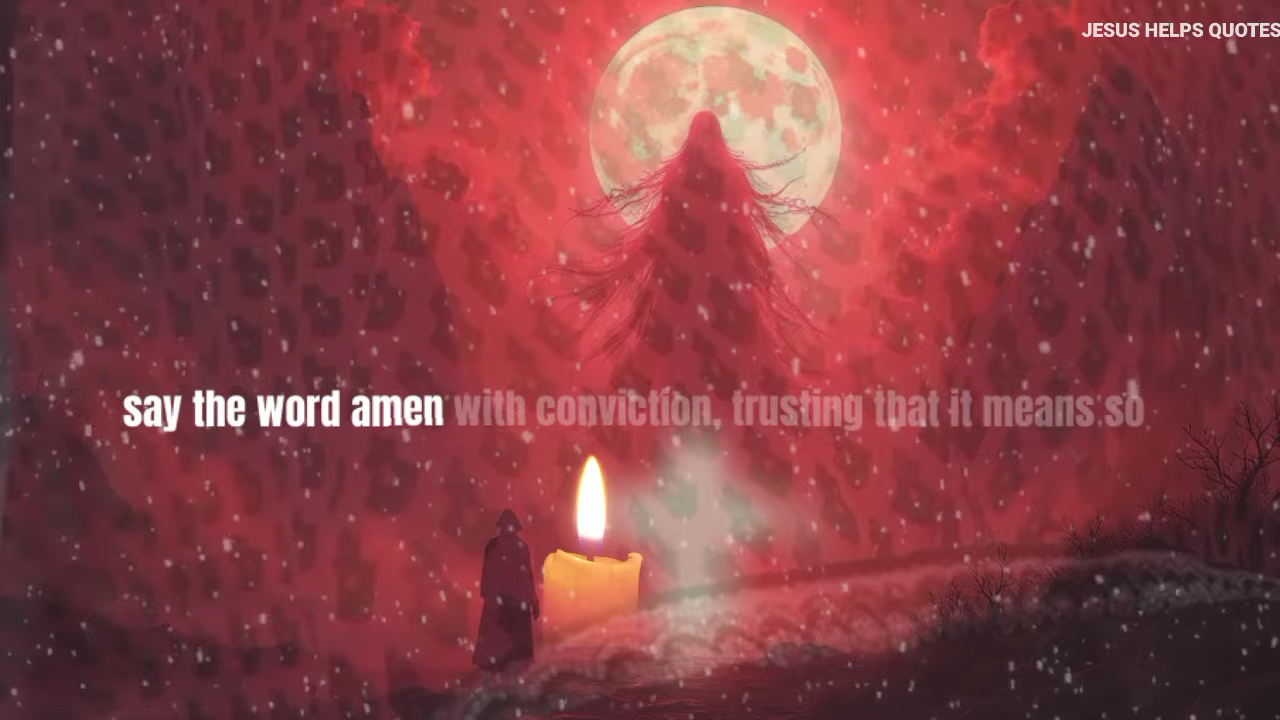 JESUS HELPS QUOTES
say the word amen with conviction, trusting that it means so